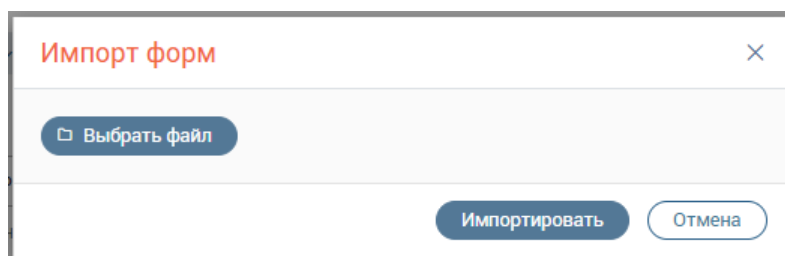 Импорт форм
Выбрать файл
Импортировать Отмена